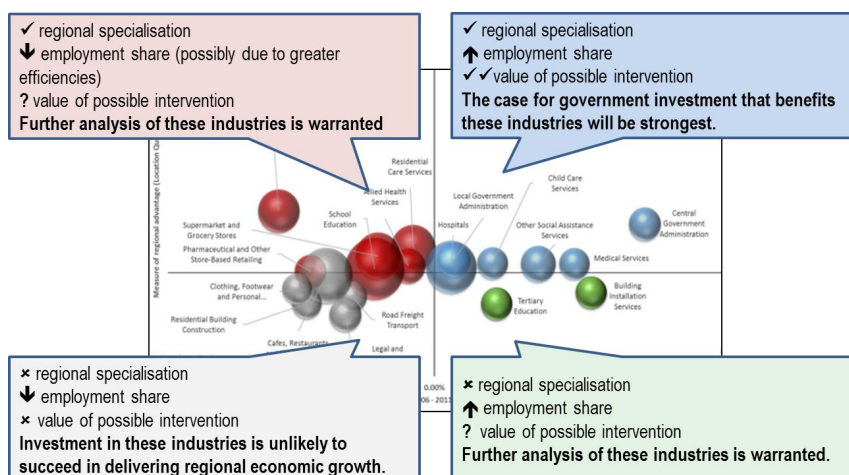 ✓ regional specialisation
🡻 employment share (possibly due to greater
efficiencies)
? value of possible intervention
Further analysis of these industries is warranted
✓ regional specialisation
🡹 employment share
✓✓value of possible intervention
The case for government investment that benefits
these industries will be strongest.
Measure of regional advantage (Location
Residential
Care Services
Allied Health
Services
School
Education
Supermarket and
Grocery Stores
Pharmaceutical and Other
Store-Based Retailing
Clothing, Footwear
and Personal...
Residential Building
Construction
Cafes, Restaurants
Road Freight
Transport
Legal and
Hospitals
Local Government
Administration
Child Care
Services
Other Social Assistance
Services
Medical Services
Central
Government
Administration
Tertiary
Education
Building
Installation
Services
0.00%
× regional specialisation
🡻 employment share
× value of possible intervention
Investment in these industries is unlikely to
succeed in delivering regional economic growth.
× regional specialisation
🡹 employment share
? value of possible intervention
Further analysis of these industries is warranted.